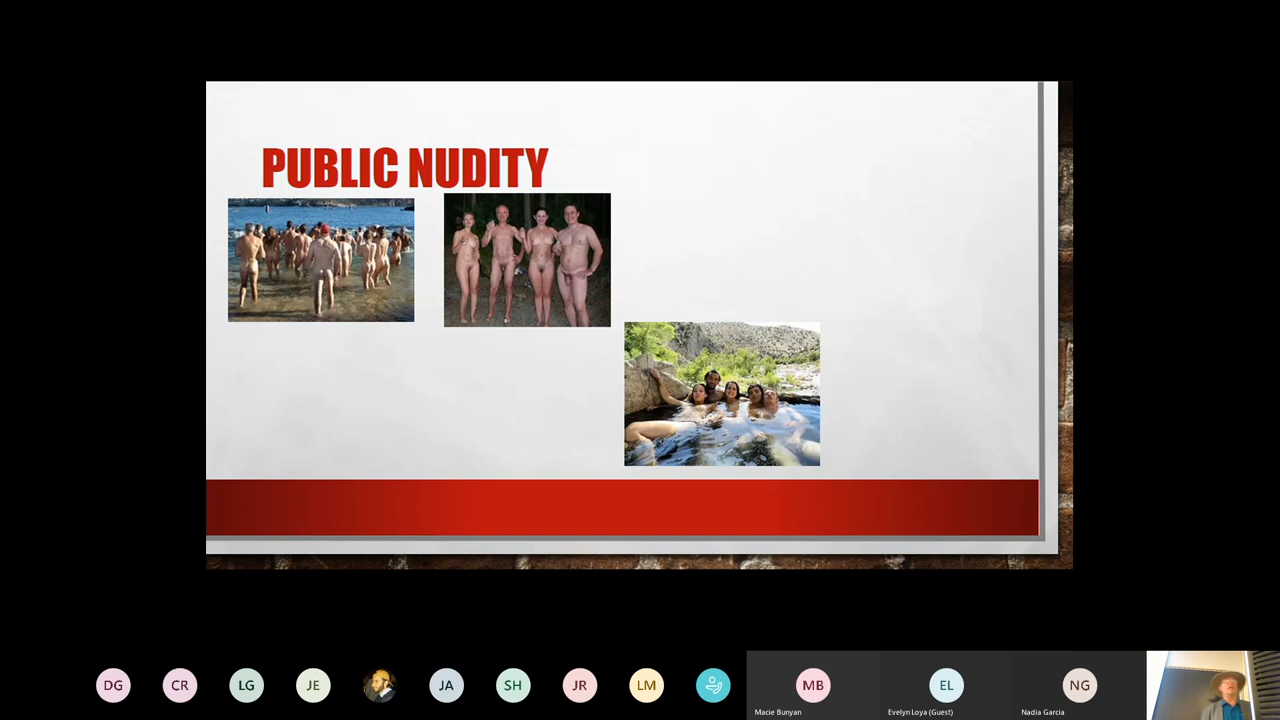 PUBLIC NUDITY
DG
CR
LG
JE
JA
SH
JR
LM
MB
EL
NG
Macie Bunyan
Evelyn Loya (Guest)
Nadia Garcia